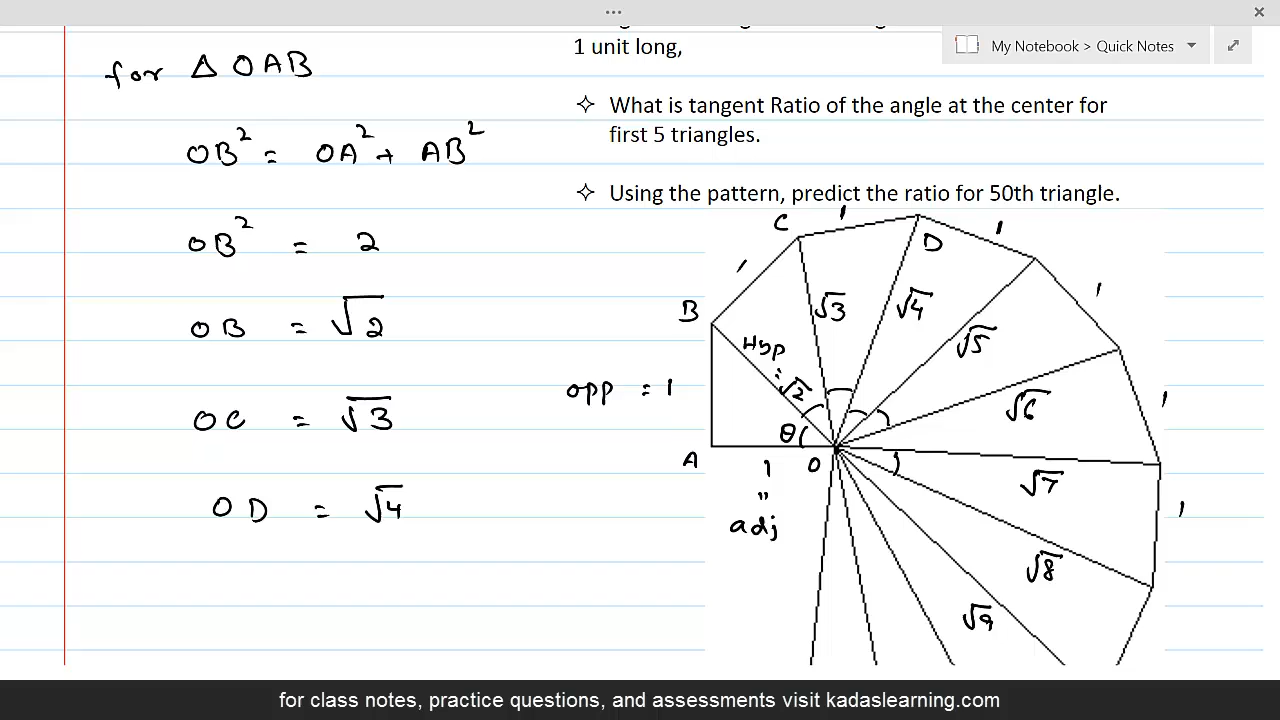 1 unit long,
My Notebook > Quick Notes
✧ What is tangent Ratio of the angle at the center for
first 5 triangles.
✧ Using the pattern, predict the ratio for 50th triangle.
for △ OAB
OB² = OA² + AB²
OB² = 2
OB = √2
OC = √3
OD = √4
C
1
D
1
1
B
√3
√4
1
Hyp
= √2
√5
opp = 1
√6
1
θ
A
1
O
√7
"
adj
1
√8
√9
for class notes, practice questions, and assessments visit kadaslearning.com